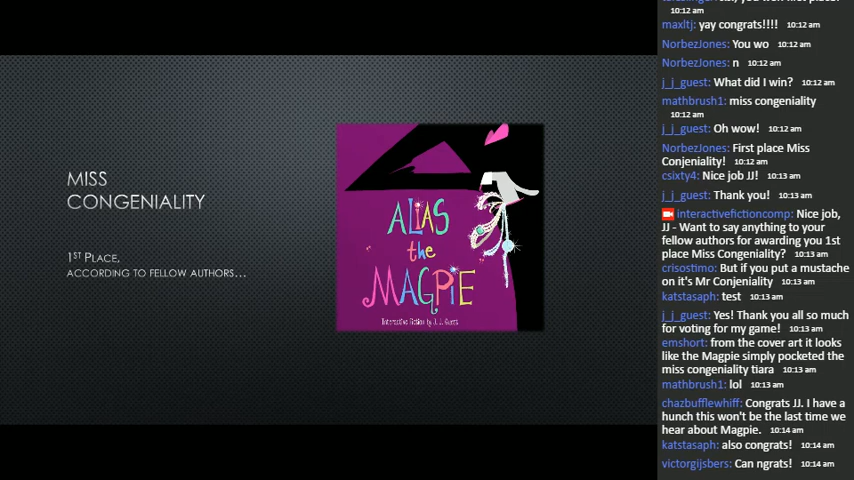 MISS
CONGENIALITY
1ST PLACE,
ACCORDING TO FELLOW AUTHORS...
ALIAS
the
MAGPIE
Interactive Fiction by J. J. Guest
10:12 am
maxltj: yay congrats!!!! 10:12 am
NorbezJones: You wo 10:12 am
NorbezJones: n 10:12 am
j_j_guest: What did I win? 10:12 am
mathbrush1: miss congeniality
10:12 am
j_j_guest: Oh wow! 10:12 am
NorbezJones: First place Miss
Conjeniality! 10:12 am
csixty4: Nice job JJ! 10:13 am
j_j_guest: Thank you! 10:13 am
interactivefictioncomp: Nice job,
JJ - Want to say anything to your
fellow authors for awarding you 1st
place Miss Congeniality? 10:13 am
crisostimo: But if you put a mustache
on it's Mr Conjeniality 10:13 am
katstasaph: test 10:13 am
j_j_guest: Yes! Thank you all so much
for voting for my game! 10:13 am
emshort: from the cover art it looks
like the Magpie simply pocketed the
miss congeniality tiara 10:13 am
mathbrush1: lol 10:13 am
chazbufflewhiff: Congrats JJ. I have a
hunch this won't be the last time we
hear about Magpie. 10:14 am
katstasaph: also congrats! 10:14 am
victorgijsbers: Can ngrats! 10:14 am